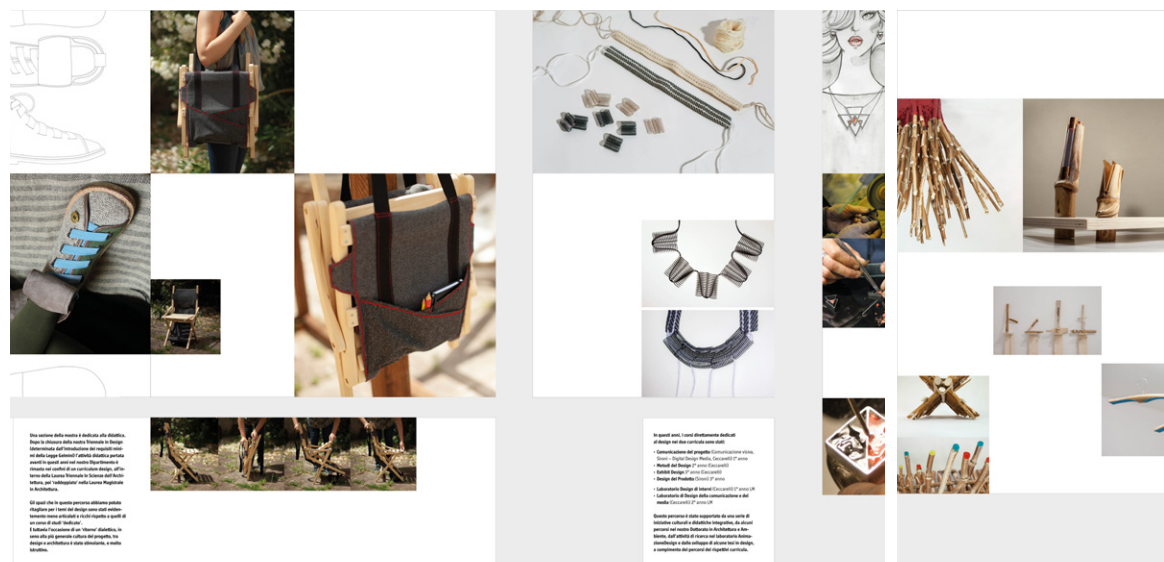 Una sezione della mostra è dedicata alla didattica.
Dopo la chiusura della nostra Triennale in Design
(determinata dall'introduzione dei requisiti mini-
mi della Legge Gelmini) l'attività didattica portata
avanti in questi anni nel nostro Dipartimento è
rimasta nei confini di un curriculum design, all'in-
terno della Laurea Triennale in Scienze dell'Archi-
tettura, poi 'raddoppiato' nella Laurea Magistrale
in Architettura.
Gli spazi che in questo percorso abbiamo potuto
ritagliare per i temi del design sono stati eviden-
temente meno articolati e ricchi rispetto a quelli di
un corso di studi 'dedicato'.
È tuttavia l'occasione di un 'ritorno' dialettico, in
seno alla più generale cultura del progetto, tra
design e architettura è stata stimolante, e molto
istruttiva.
In questi anni, i corsi direttamente dedicati
al design nei due curricula sono stati:
• Comunicazione del progetto (Comunicazione visiva,
Sironi – Digital Design Media, Ceccarelli) 1° anno
• Metodi del Design 2° anno (Ceccarelli)
• Exhibit Design 3° anno (Ceccarelli)
• Design del Prodotto (Sironi) 3° anno
• Laboratorio Design di interni (Ceccarelli) 1° anno LM
• Laboratorio di Design della comunicazione e dei
media (Ceccarelli) 2° anno LM
Questo percorso è stato supportato da una serie di
iniziative culturali e didattiche integrative, da alcuni
percorsi nel nostro Dottorato in Architettura e Am-
biente, dall'attività di ricerca nel laboratorio Anima-
zioneDesign e dallo sviluppo di alcune tesi in design,
a compimento dei percorsi dei rispettivi curricula.